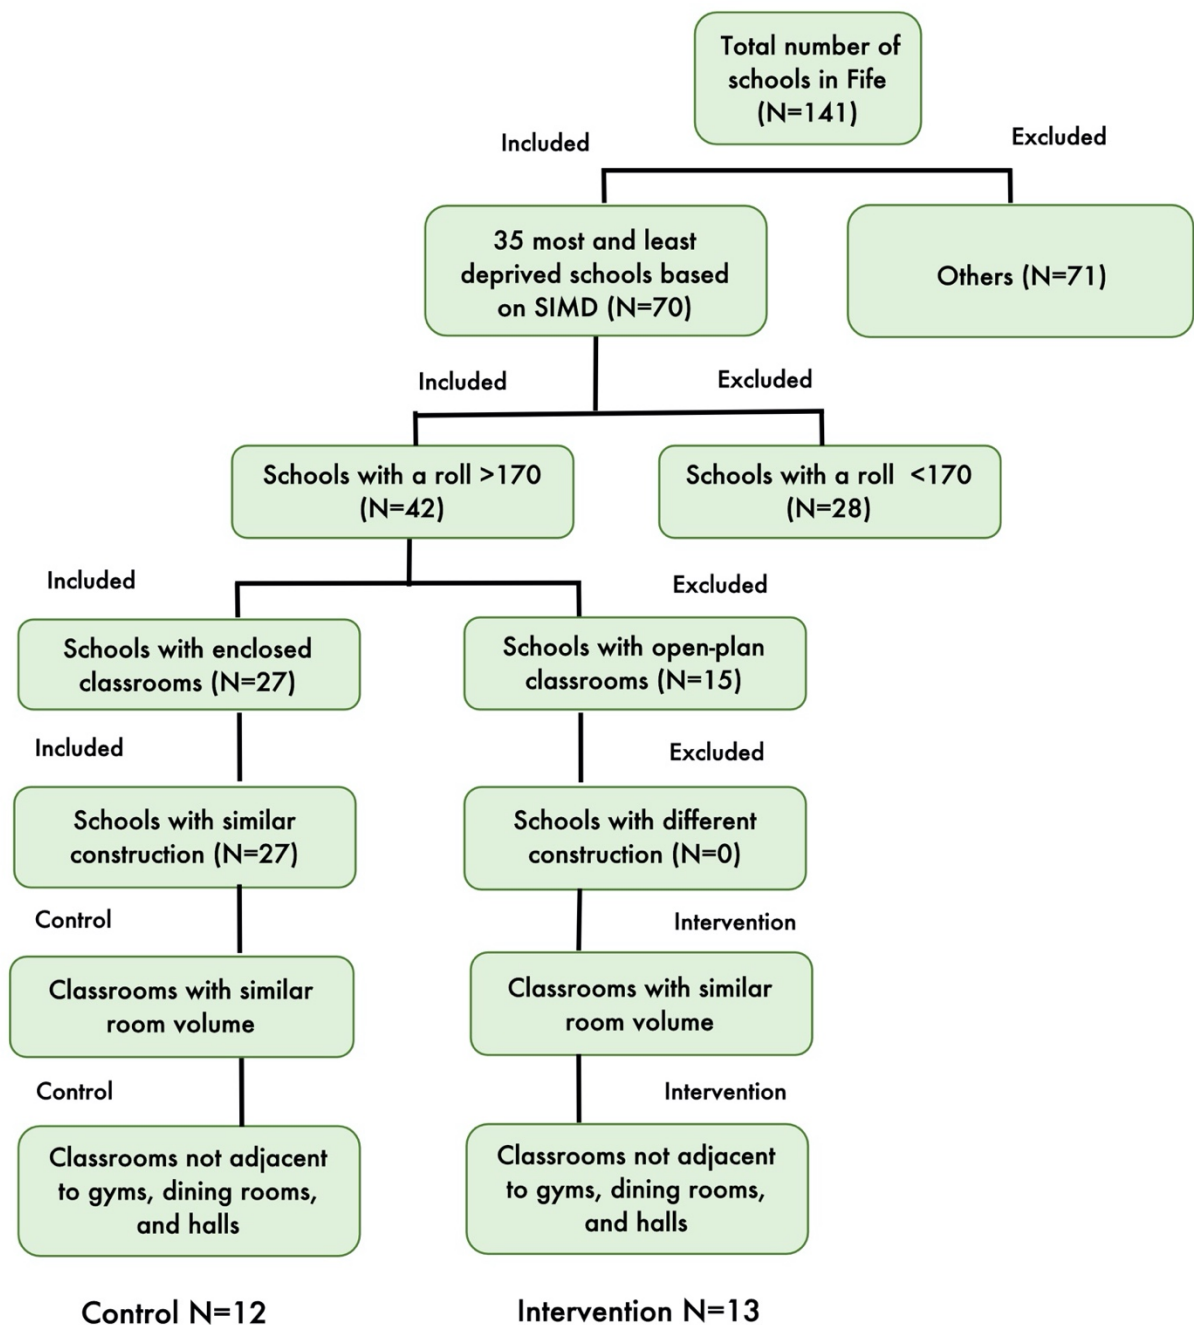 Total number of
schools in Fife
(N=141)
Included
Excluded
35 most and least
deprived schools based
on SIMD (N=70)
Others (N=71)
Included
Excluded
Schools with a roll >170
(N=42)
Schools with a roll <170
(N=28)
Included
Excluded
Schools with enclosed
classrooms (N=27)
Schools with open-plan
classrooms (N=15)
Included
Excluded
Schools with similar
construction (N=27)
Schools with different
construction (N=0)
Control
Intervention
Classrooms with similar
room volume
Classrooms with similar
room volume
Control
Intervention
Classrooms not adjacent
to gyms, dining rooms,
and halls
Classrooms not adjacent
to gyms, dining rooms,
and halls
Control N=12
Intervention N=13